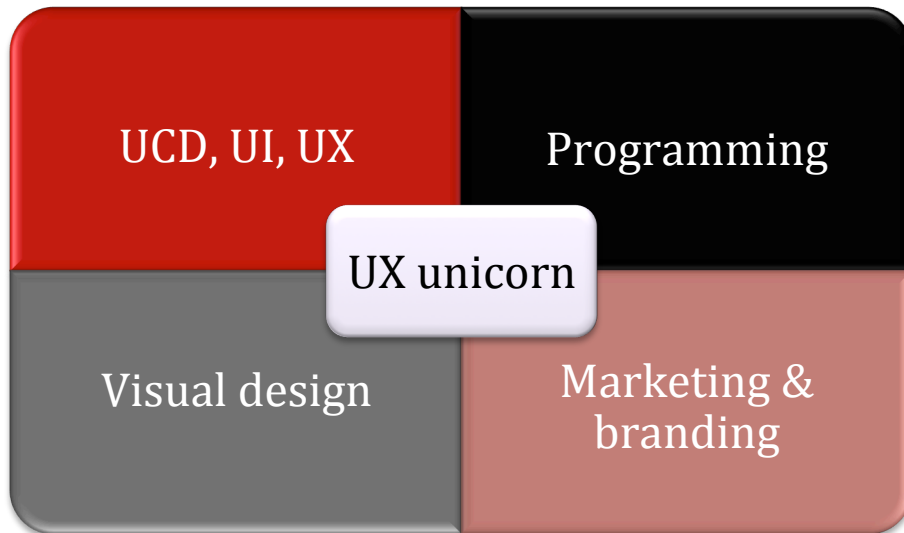 UCD, UI, UX
Programming
UX unicorn
Visual design
Marketing &
branding